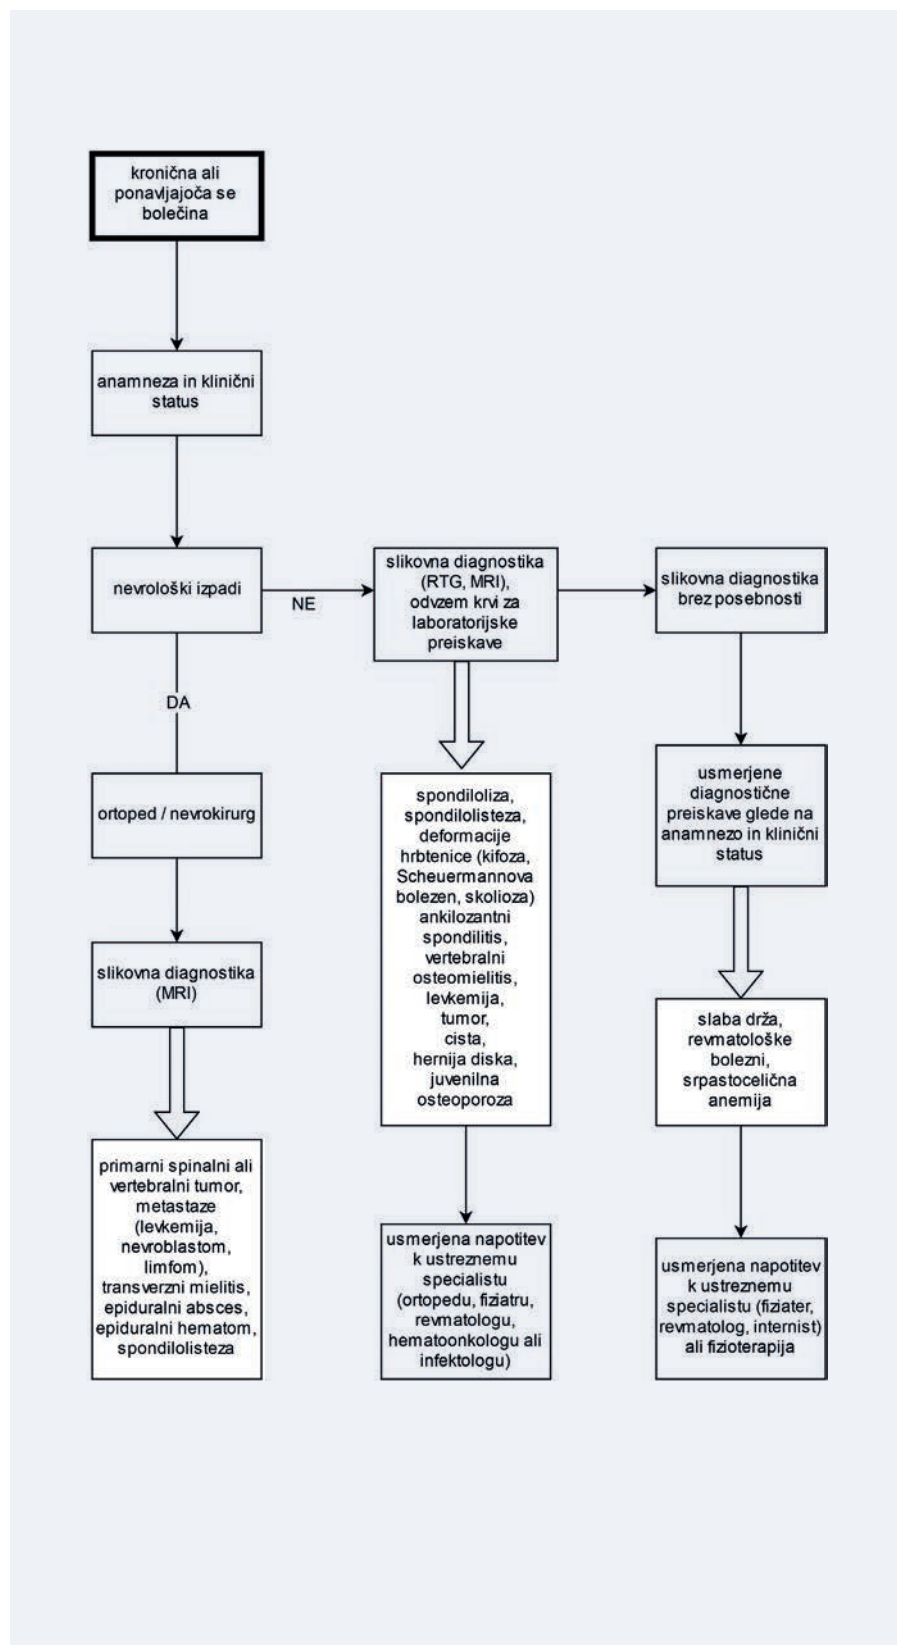 kronična ali
ponavljajoča se
bolečina
anamneza in klinični
status
nevrološki izpadi
NE
slikovna diagnostika
(RTG, MRI),
odvzem krvi za
laboratorijske
preiskave
slikovna diagnostika
brez posebnosti
DA
ortoped / nevrokirurg
slikovna diagnostika
(MRI)
primarni spinalni ali
vertebralni tumor,
metastaze
(levkemija,
nevroblastom,
limfom),
transverzni mielitis,
epiduralni absces,
epiduralni hematom,
spondilolisteza
spondiloliza,
spondilolisteza,
deformacije
hrbtenice (kifoza,
Scheuermannova
bolezen, skolioza)
ankilozantni
spondilitis,
vertebralni
osteomielitis,
levkemija,
tumor,
cista,
hernija diska,
juvenilna
osteoporoza
usmerjena napotitev
k ustreznemu
specialistu
(ortopedu, fiziatru,
revmatologu,
hematoonkologu ali
infektologu)
usmerjene
diagnostične
preiskave glede na
anamnezo in klinični
status
slaba drža,
revmatološke
bolezni,
srpastocelična
anemija
usmerjena napotitev
k ustreznemu
specialistu (fiziater,
revmatolog, internist)
ali fizioterapija